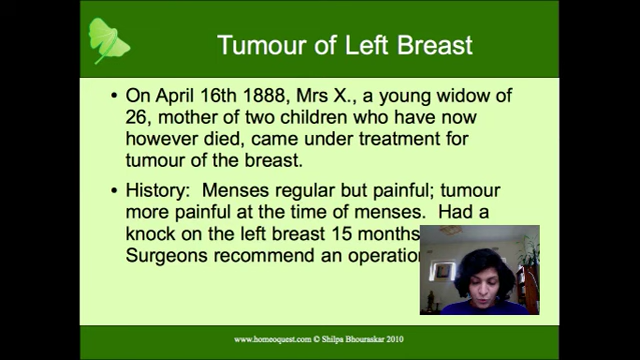 Tumour of Left Breast
• On April 16th 1888, Mrs X., a young widow of
26, mother of two children who have now
however died, came under treatment for
tumour of the breast.
• History: Menses regular but painful; tumour
more painful at the time of menses. Had a
knock on the left breast 15 months
Surgeons recommend an operation
www.homeoquest.com © Shilpa Bhouraskar 2010